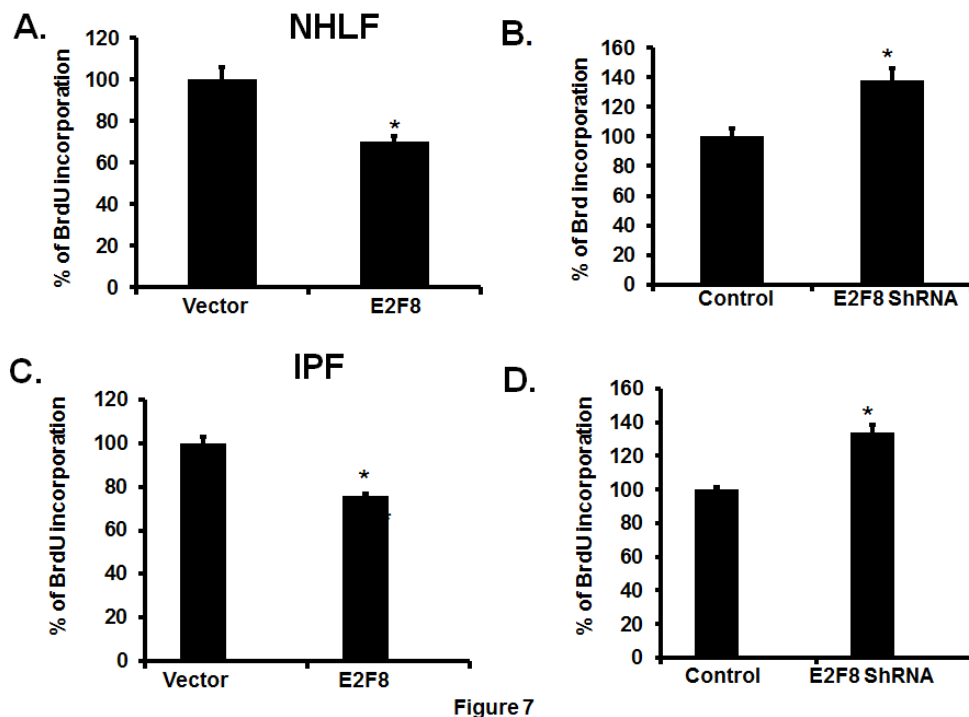 A.
NHLF
% of BrdU incorporation
120
100
80
60
40
20
0
*
Vector
E2F8
B.
% of Brd incorporation
160
140
120
100
80
60
40
20
0
*
Control
E2F8 ShRNA
C.
IPF
% of BrdU incorporation
120
100
80
60
40
20
0
*
Vector
E2F8
D.
% of BrdU incorporation
160
140
120
100
80
60
40
20
0
*
Control
E2F8 ShRNA
Figure 7